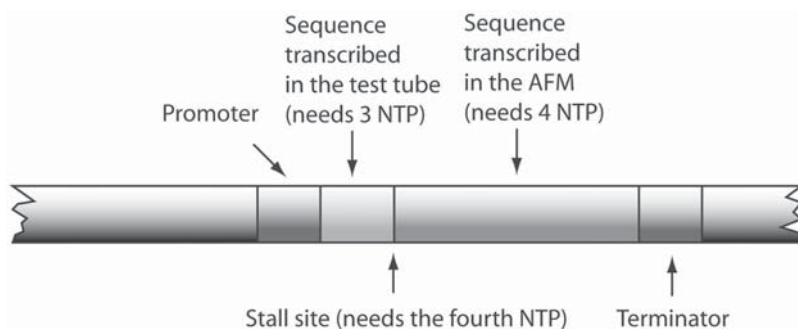 Sequence
transcribed
in the test tube
(needs 3 NTP)
Sequence
transcribed
in the AFM
(needs 4 NTP)
Promoter
Stall site (needs the fourth NTP)
Terminator